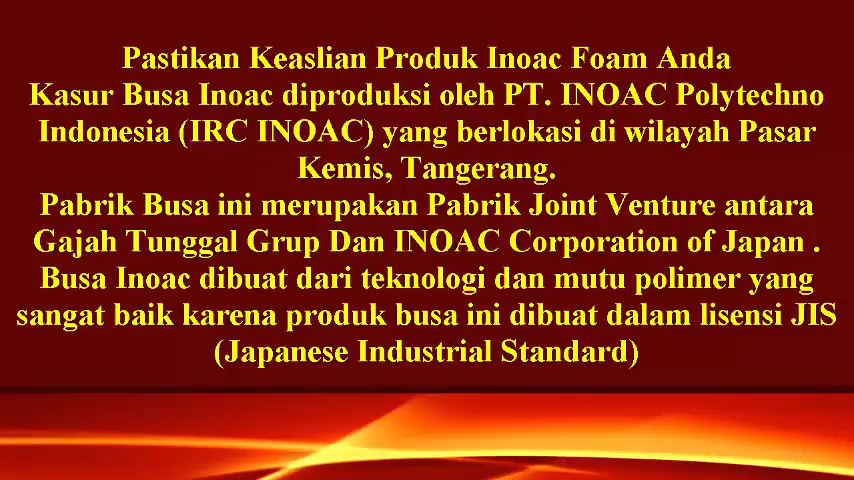 Pastikan Keaslian Produk Inoac Foam Anda
Kasur Busa Inoac diproduksi oleh PT. INOAC Polytechno
Indonesia (IRC INOAC) yang berlokasi di wilayah Pasar
Kemis, Tangerang.
Pabrik Busa ini merupakan Pabrik Joint Venture antara
Gajah Tunggal Grup Dan INOAC Corporation of Japan .
Busa Inoac dibuat dari teknologi dan mutu polimer yang
sangat baik karena produk busa ini dibuat dalam lisensi JIS
(Japanese Industrial Standard)